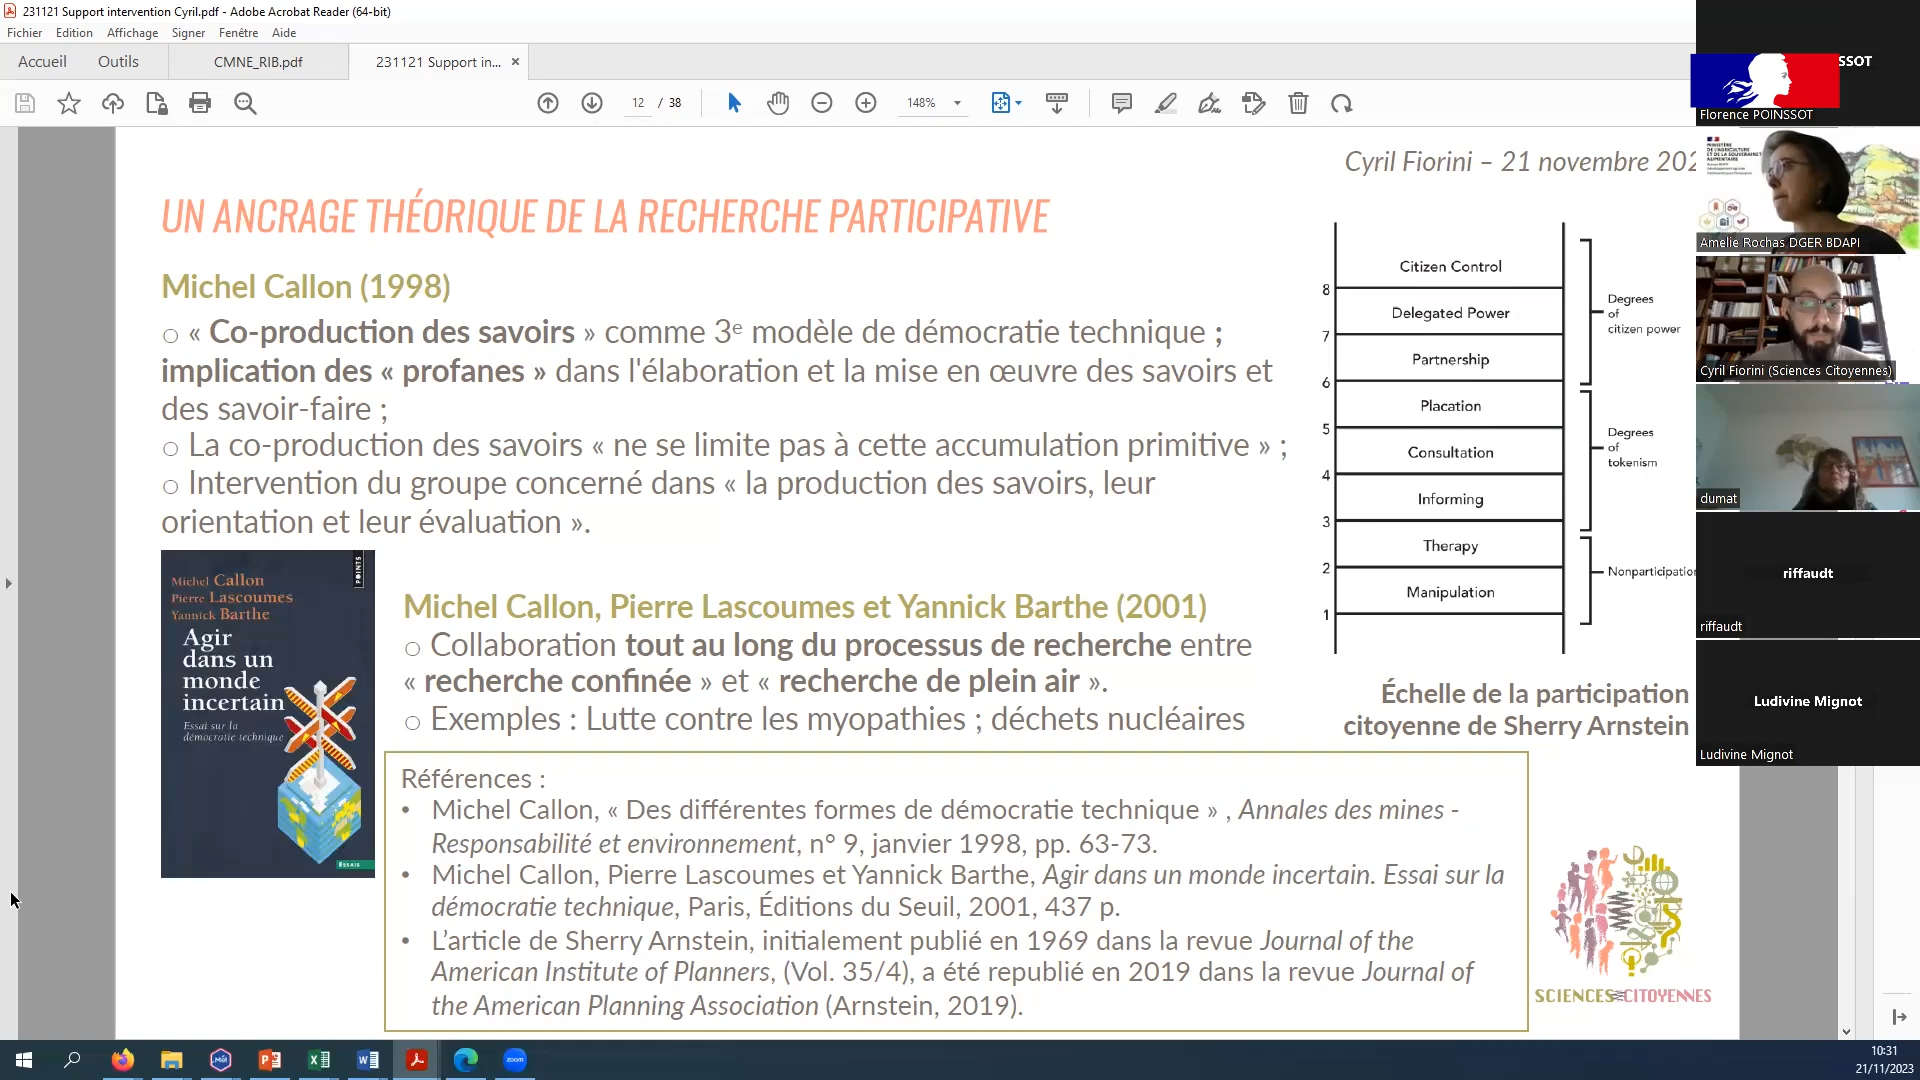 231121 Support intervention Cyril.pdf - Adobe Acrobat Reader (64-bit)
Fichier Edition Affichage Signer Fenêtre Aide
Accueil Outils CMNE_RIB.pdf 231121 Support in... ×
12 / 38 148%
Cyril Fiorini – 21 novembre 202
UN ANCRAGE THÉORIQUE DE LA RECHERCHE PARTICIPATIVE
Michel Callon (1998)
○ « Co-production des savoirs » comme 3e modèle de démocratie technique ;
implication des « profanes » dans l'élaboration et la mise en œuvre des savoirs et
des savoir-faire ;
○ La co-production des savoirs « ne se limite pas à cette accumulation primitive » ;
○ Intervention du groupe concerné dans « la production des savoirs, leur
orientation et leur évaluation ».
POINTS
Michel Callon
Pierre Lascoumes
Yannick Barthe
Agir
dans un
monde
incertain
Essai sur la
démocratie technique
ESSAIS
Michel Callon, Pierre Lascoumes et Yannick Barthe (2001)
○ Collaboration tout au long du processus de recherche entre
« recherche confinée » et « recherche de plein air ».
○ Exemples : Lutte contre les myopathies ; déchets nucléaires
Citizen Control
8
Delegated Power
7
Partnership
6
Placation
5
Consultation
4
Informing
3
Therapy
2
Manipulation
1
Degrees
of
citizen power
Degrees
of
tokenism
Nonparticipation
Échelle de la participation
citoyenne de Sherry Arnstein
Références :
• Michel Callon, « Des différentes formes de démocratie technique » , Annales des mines -
Responsabilité et environnement, n° 9, janvier 1998, pp. 63-73.
• Michel Callon, Pierre Lascoumes et Yannick Barthe, Agir dans un monde incertain. Essai sur la
démocratie technique, Paris, Éditions du Seuil, 2001, 437 p.
• L’article de Sherry Arnstein, initialement publié en 1969 dans la revue Journal of the
American Institute of Planners, (Vol. 35/4), a été republié en 2019 dans la revue Journal of
the American Planning Association (Arnstein, 2019).
SCIENCES CITOYENNES
SSOT
Florence POINSSOT
MINISTÈRE
DE L'AGRICULTURE
ET DE LA SOUVERAINETÉ
ALIMENTAIRE
Amelie Rochas DGER BDAPI
Cyril Fiorini (Sciences Citoyennes)
dumat
riffaudt
riffaudt
Ludivine Mignot
Ludivine Mignot
zoom
10:31
21/11/2023